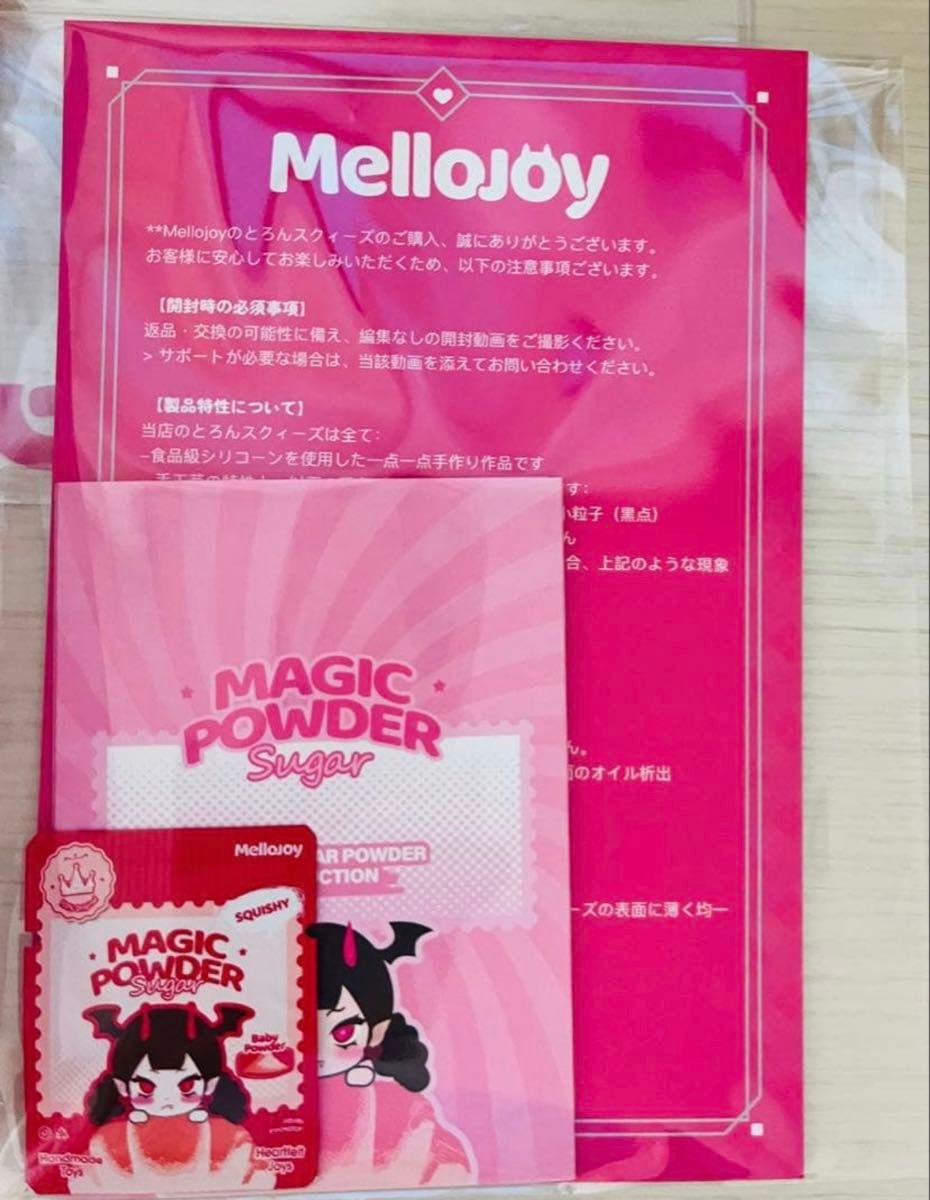 Mellojoy
**Mellojoyのとろんスクィーズのご購入、誠にありがとうございます。
お客様に安心してお楽しみいただくため、以下の注意事項ございます。
【開封時の必須事項】
返品・交換の可能性に備え、編集なしの開封動画をご撮影ください。
> サポートが必要な場合は、当該動画を添えてお問い合わせください。
【製品特性について】
当店のとろんスクィーズは全て：
–食品級シリコーンを使用した一点一点手作り作品です
す：
小粒子（黒点）
ん
合、上記のような現象
ん。
面のオイル析出
ーズの表面に薄く均一
MAGIC
POWDER
Sugar
AR POWDER
CTION
Mellojoy
SQUISHY
MAGIC
POWDER
Sugar
Baby
Powder
Handmade
Toys
Heartfelt
Joys